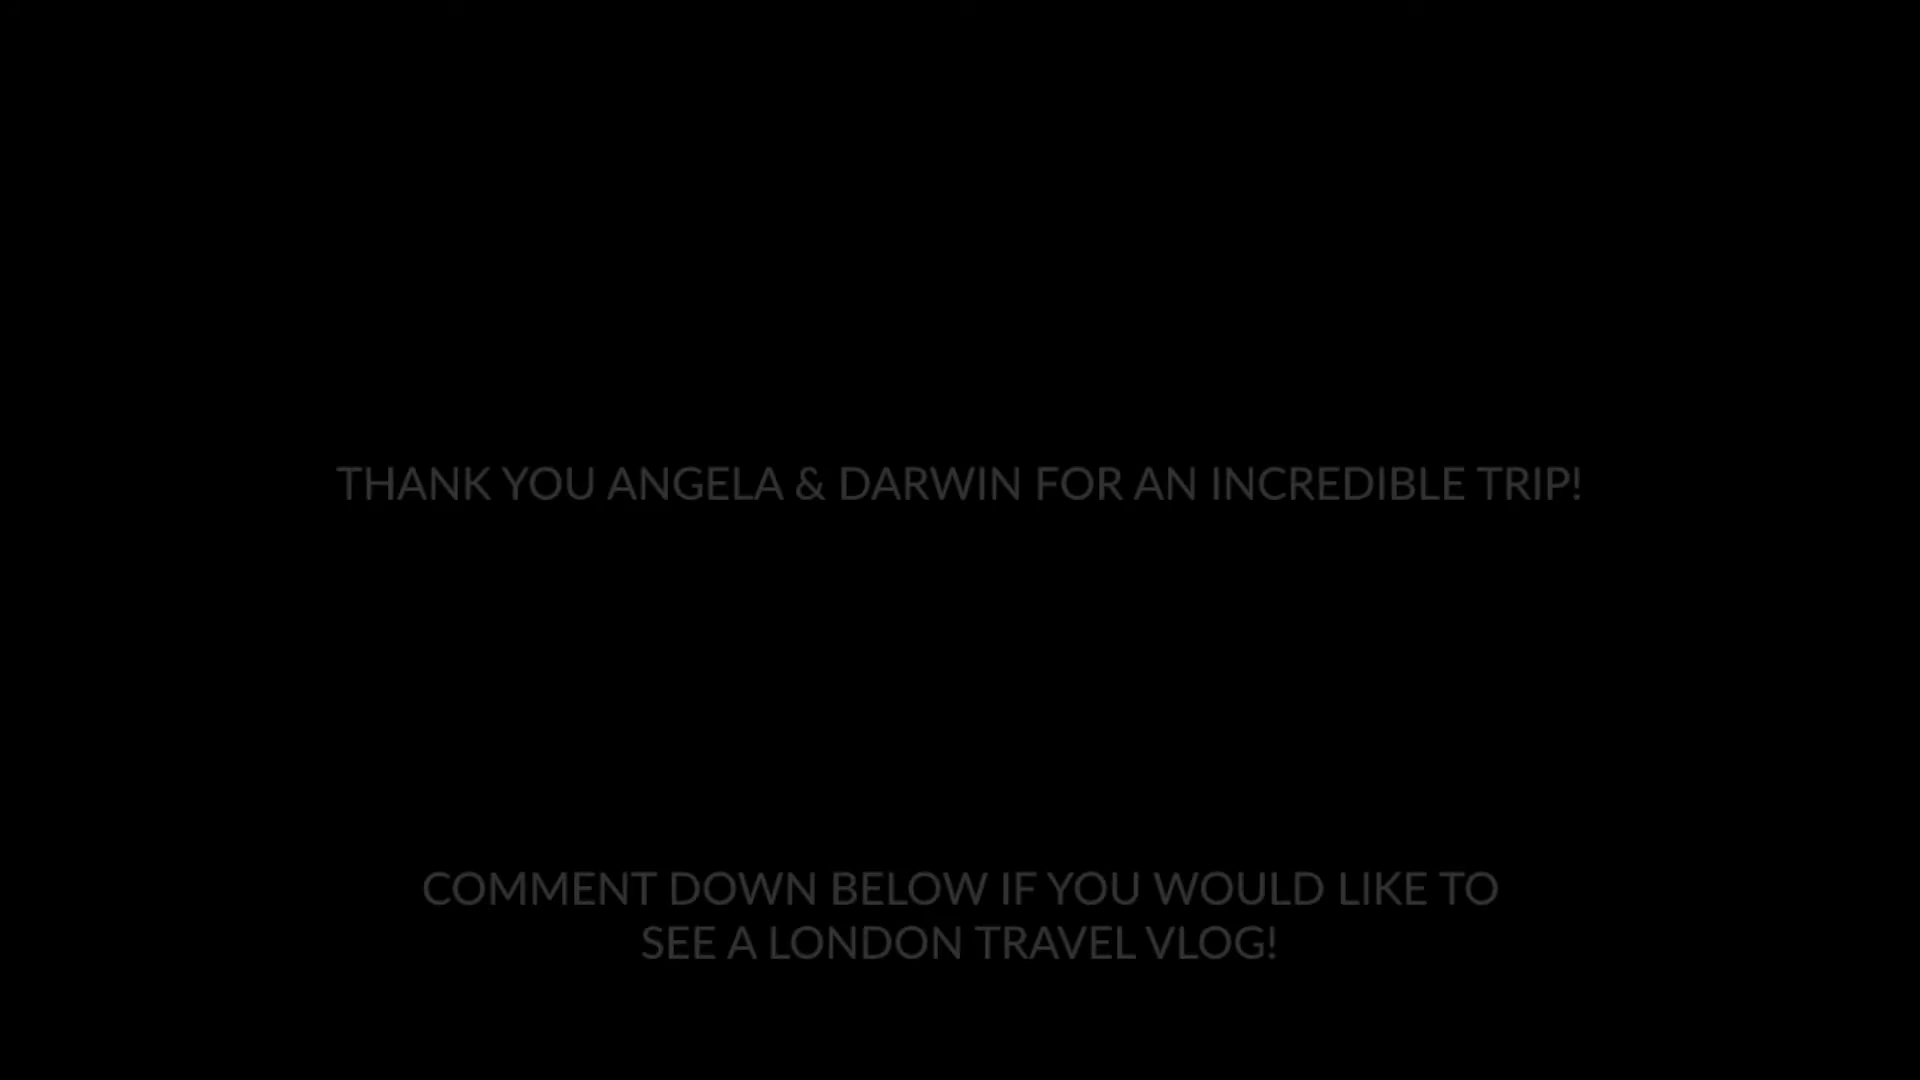 THANK YOU ANGELA & DARWIN FOR AN INCREDIBLE TRIP!
COMMENT DOWN BELOW IF YOU WOULD LIKE TO
SEE A LONDON TRAVEL VLOG!